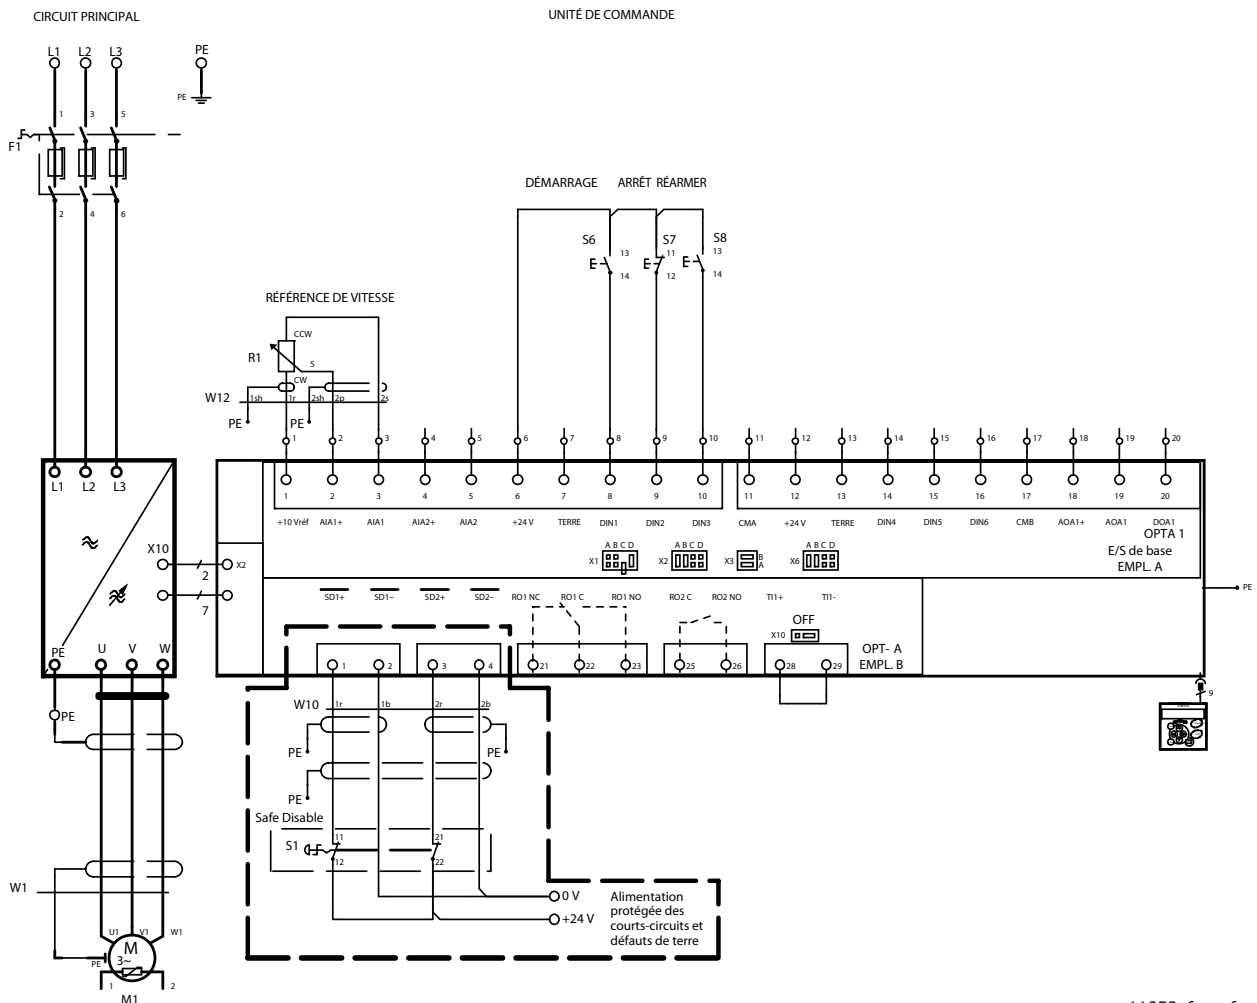 CIRCUIT PRINCIPAL
UNITÉ DE COMMANDE
L1 L2 L3 PE
PE
1 3 5
F1
2 4 6
DÉMARRAGE ARRÊT RÉARMER
S6 13 14
S7 11 12
S8 13 14
RÉFÉRENCE DE VITESSE
CCW
R1
S
CW
W12 1sh 1r 2sh 2p 2s
PE PE
1 2 3 4 5 6 7 8 9 10 11 12 13 14 15 16 17 18 19 20
L1 L2 L3
1 2 3 4 5 6 7 8 9 10 11 12 13 14 15 16 17 18 19 20
+10 Vréf AIA1+ AIA1 AIA2+ AIA2 +24 V TERRE DIN1 DIN2 DIN3 CMA +24 V TERRE DIN4 DIN5 DIN6 CMB AOA1+ AOA1 DOA1
OPTA 1
E/S de base
EMPL. A
A B C D
X1
A B C D
X2
X3 B A
A B C D
X6
X10 2 X2
7
PE
SD1+ SD1– SD2+ SD2– RO1 NC RO1 C RO1 NO RO2 C RO2 NO TI1+ TI1-
OFF
X10
OPT- A
EMPL. B
PE U V W
1 2 3 4 21 22 23 25 26 28 29
9
PE
W10 1r 1b 2r 2b
PE PE
PE
Safe Disable
S1 11 12 21 22
0 V
+24 V
Alimentation
protégée des
courts-circuits et
défauts de terre
W1
U1 V1 W1
M
3~
PE
1 2
M1